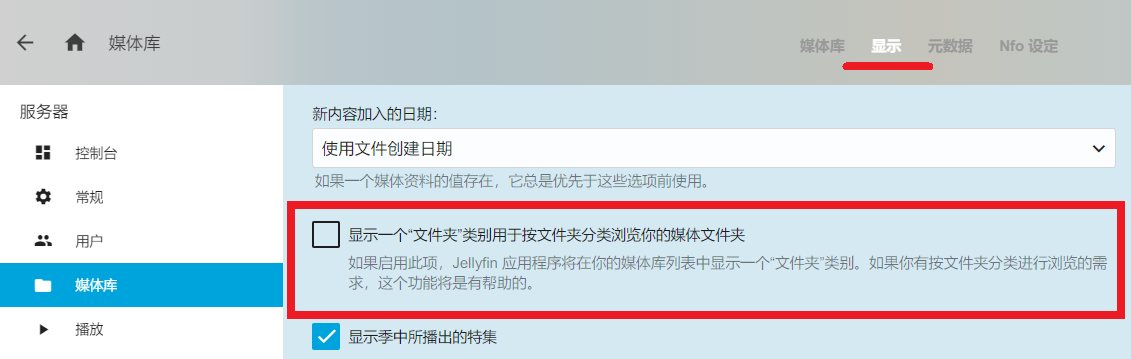 媒体库
媒体库 显示 元数据 Nfo 设定
服务器
控制台
常规
用户
媒体库
播放
新内容加入的日期：
使用文件创建日期
如果一个媒体资料的值存在，它总是优先于这些选项前使用。
显示一个“文件夹”类别用于按文件夹分类浏览你的媒体文件夹
如果启用此项，Jellyfin 应用程序将在你的媒体库列表中显示一个“文件夹”类别。如果你有按文件夹分类进行浏览的需
求，这个功能将是有帮助的。
显示季中所播出的特集